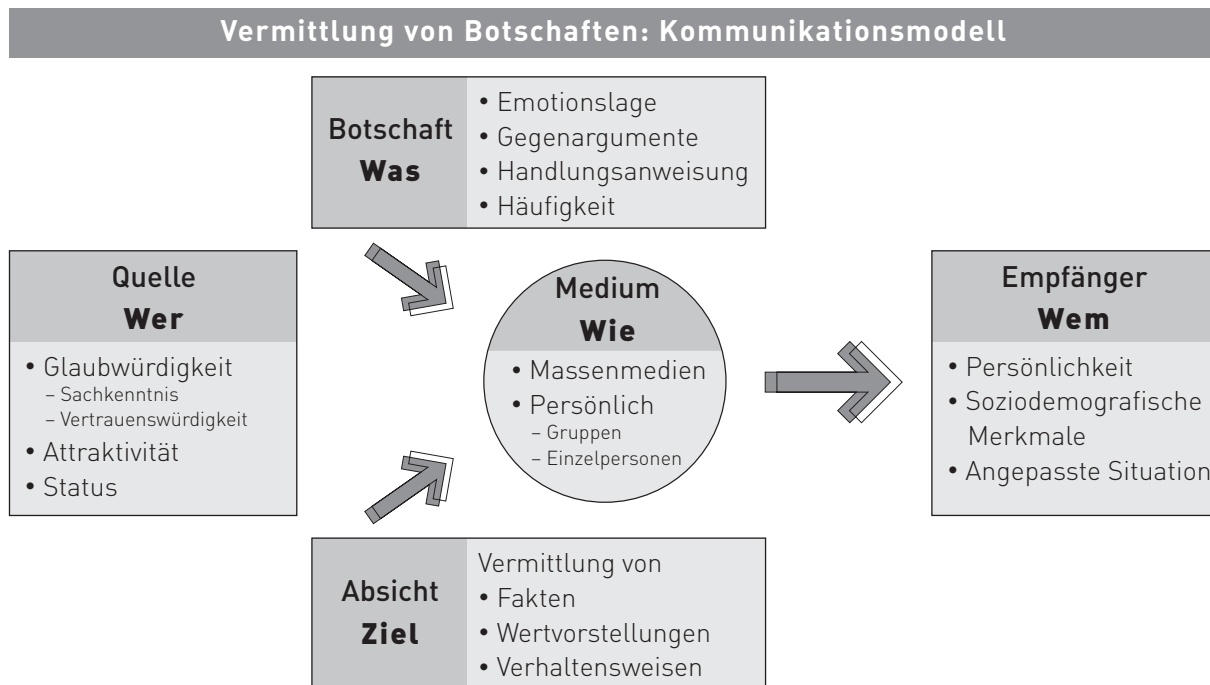 Vermittlung von Botschaften: Kommunikationsmodell
Botschaft
Was
• Emotionslage
• Gegenargumente
• Handlungsanweisung
• Häufigkeit
Quelle
Wer
• Glaubwürdigkeit
– Sachkenntnis
– Vertrauenswürdigkeit
• Attraktivität
• Status
Medium
Wie
• Massenmedien
• Persönlich
– Gruppen
– Einzelpersonen
Empfänger
Wem
• Persönlichkeit
• Soziodemografische
Merkmale
• Angepasste Situation
Absicht
Ziel
Vermittlung von
• Fakten
• Wertvorstellungen
• Verhaltensweisen